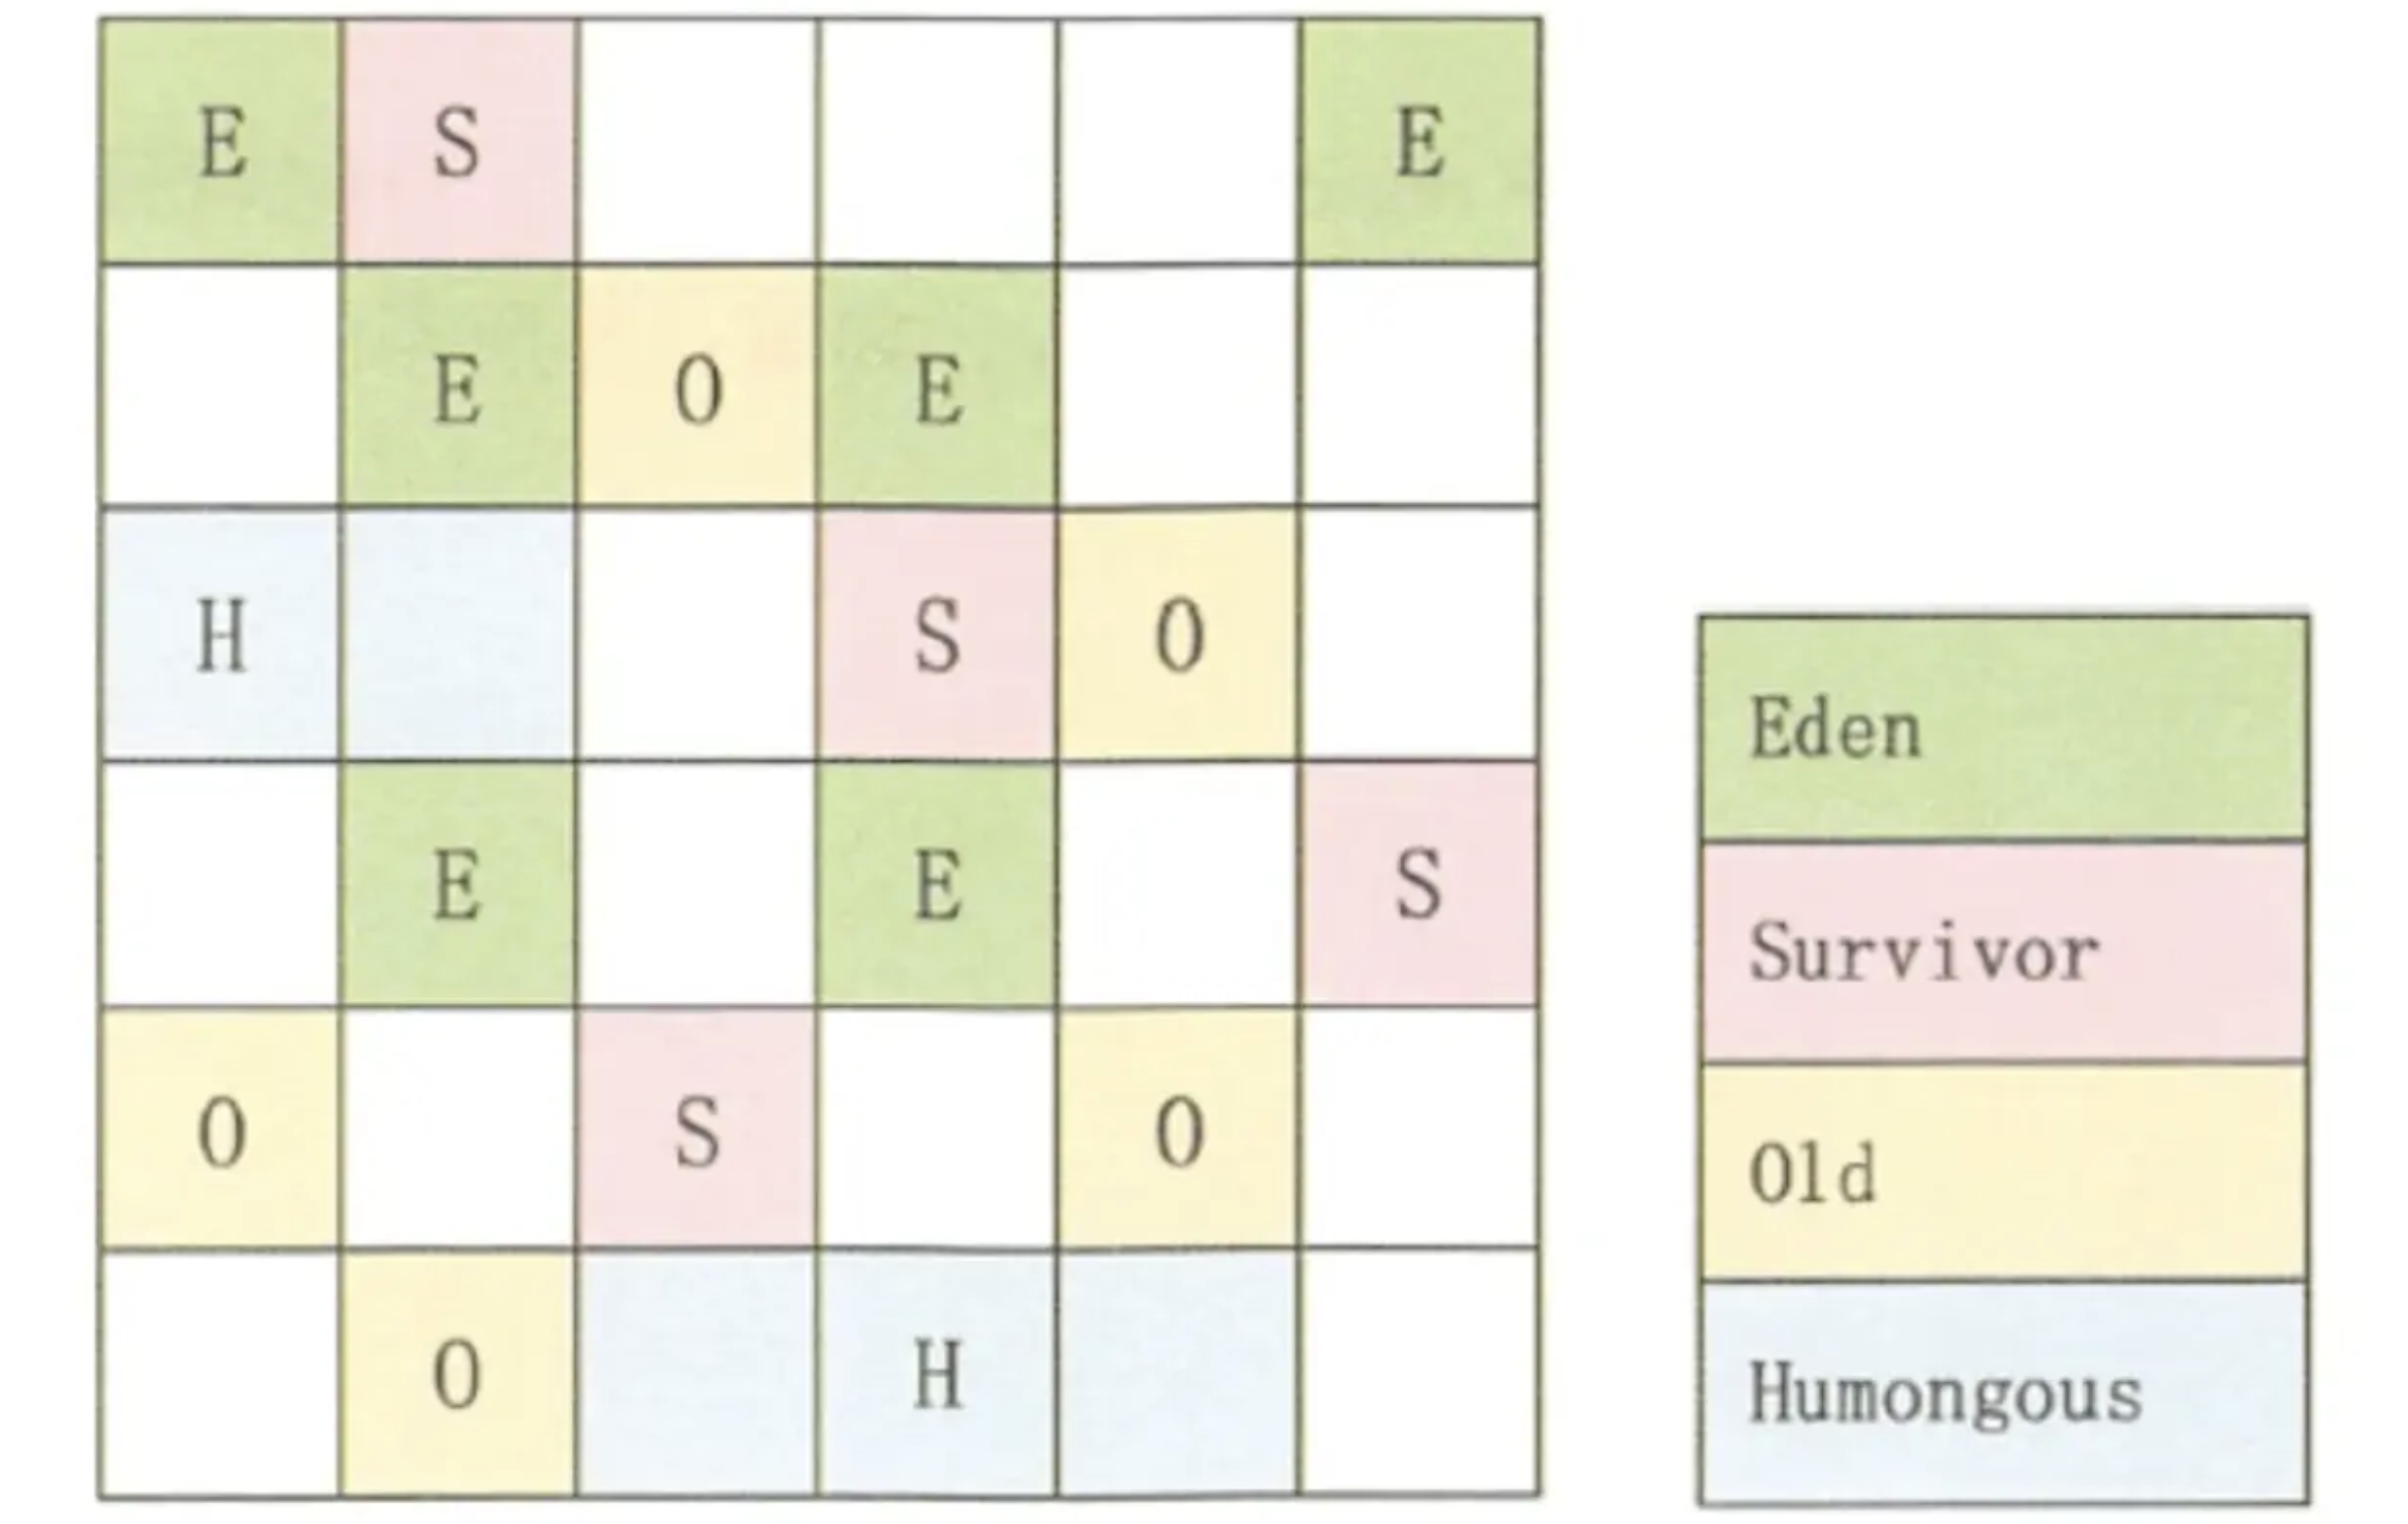 E S E
E O E
H S O
E E S
O S O
O H
Eden
Survivor
Old
Humongous